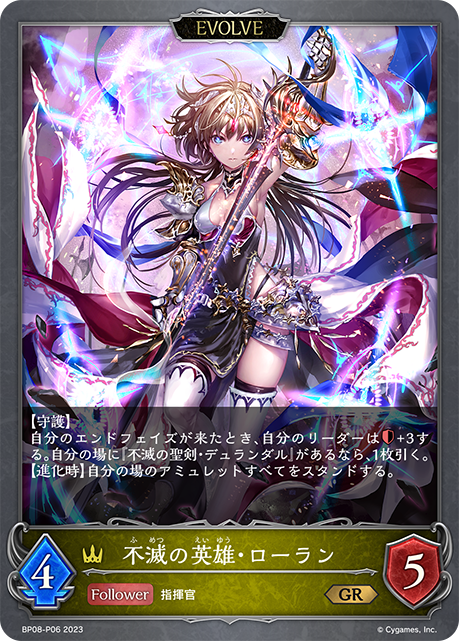 EVOLVE
【守護】
自分のエンドフェイズが来たとき、自分のリーダーは+3す
る。自分の場に『不滅の聖剣・デュランダル』があるなら、1枚引く。
【進化時】自分の場のアミュレットすべてをスタンドする。
ふめつ えいゆう
不滅の英雄・ローラン
4
Follower 指揮官
GR
5
BP08-P06 2023
© Cygames, Inc.